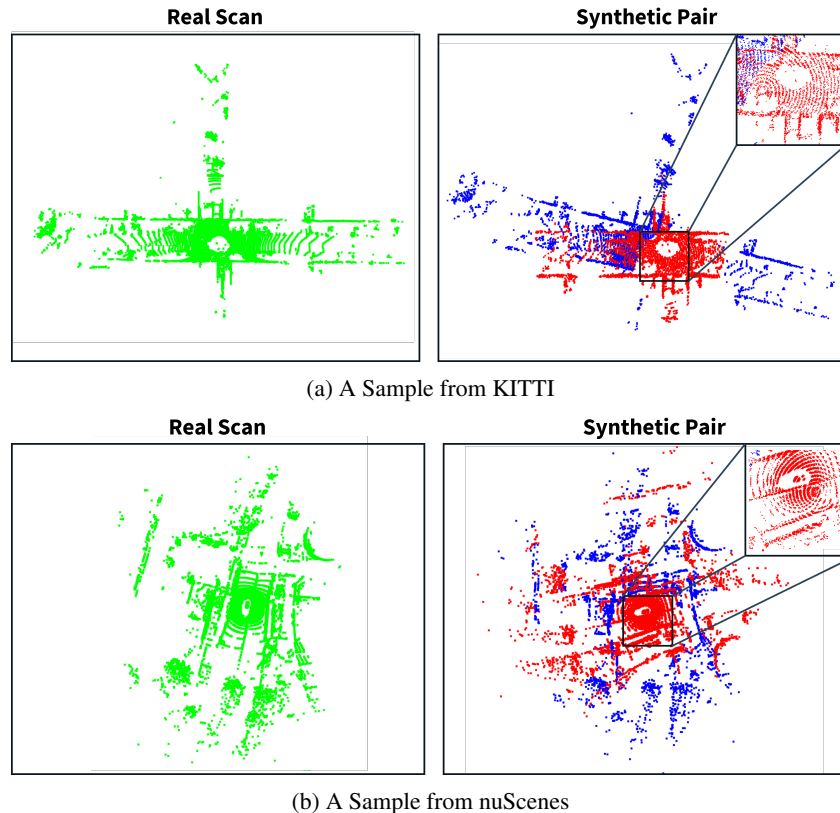 Real Scan
Synthetic Pair
(a) A Sample from KITTI
Real Scan
Synthetic Pair
(b) A Sample from nuScenes